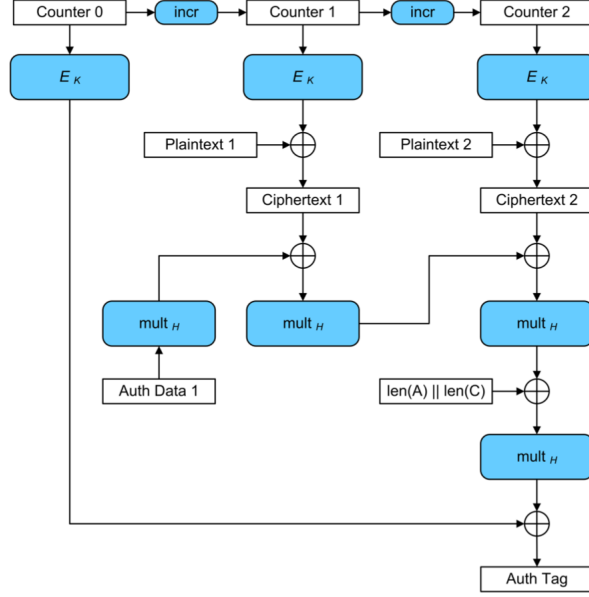 Counter 0
incr
Counter 1
incr
Counter 2
E K
E K
E K
Plaintext 1
Plaintext 2
Ciphertext 1
Ciphertext 2
mult H
mult H
mult H
Auth Data 1
len(A) || len(C)
mult H
Auth Tag